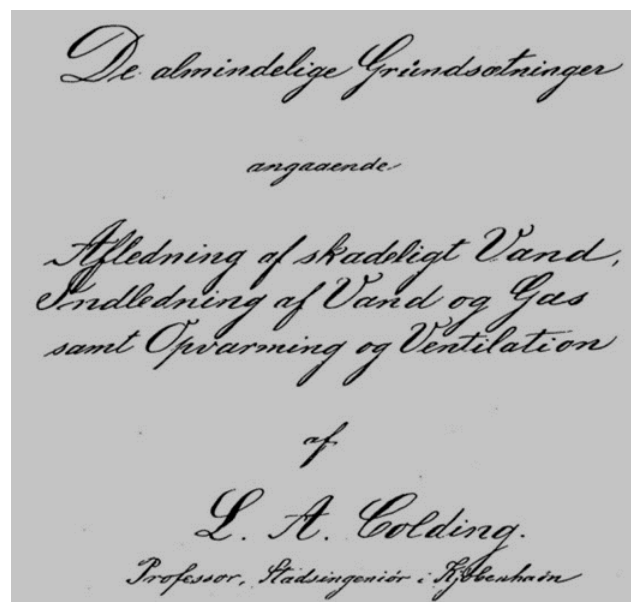 De almindelige Grŭndsætninger
angaaende
Afledning af skadeligt Vand,
Indledning af Vand og Gas
samt Opvarming og Ventilation
af
L. A. Colding.
Professor, Stadsingeniør i Kjøbenhavn